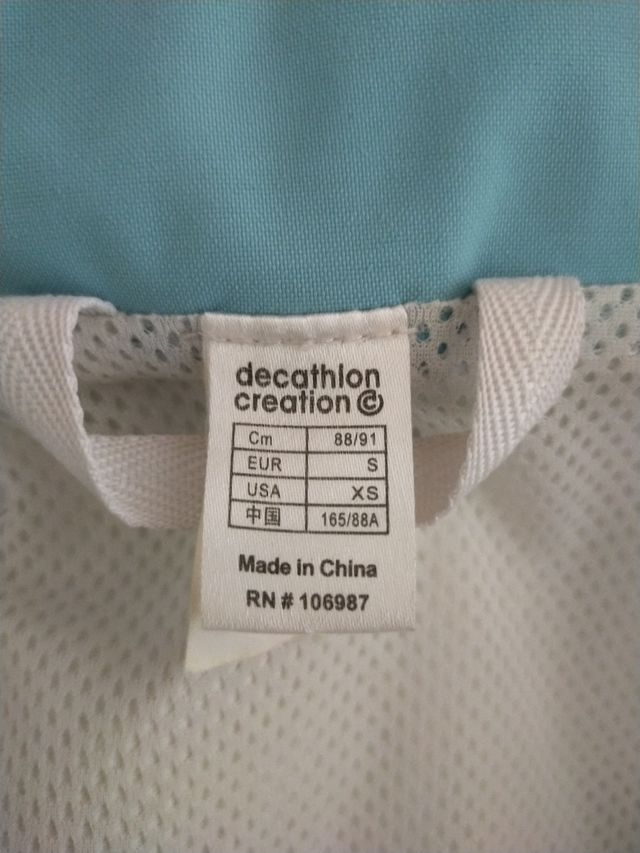 decathlon
creation ©
Cm 88/91
EUR S
USA XS
中国 165/88A
Made in China
RN # 106987